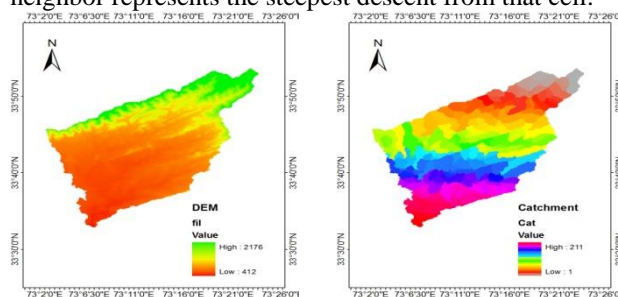 neighbor represents the steepest descent from that cell.
73°2'0"E 73°6'30"E 73°11'0"E 73°16'0"E 73°21'0"E 73°26'0"I
73°2'0"E 73°6'30"E 73°11'0"E 73°16'0"E 73°21'0"E 73°26'0"I
N
N
33°50'0"N
33°40'0"N
33°30'0"N
33°50'0"N
33°40'0"N
33°30'0"N
DEM
fil
Value
High : 2176
Low : 412
Catchment
Cat
Value
High : 211
Low : 1
73°2'0"E 73°6'30"E 73°11'0"E 73°16'0"E 73°21'0"E 73°26'0"I
73°2'0"E 73°6'30"E 73°11'0"E 73°16'0"E 73°21'0"E 73°26'0"I